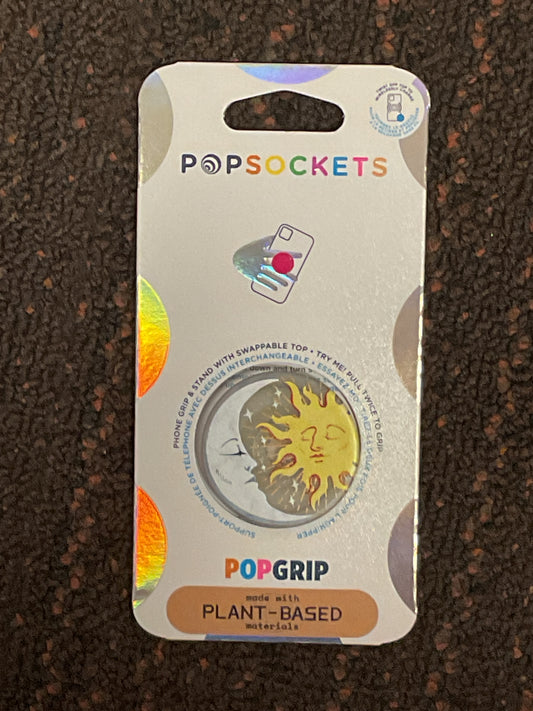 POPSOCKETS
PHONE GRIP & STAND WITH SWAPPABLE TOP • TRY ME! PULL TWICE TO GRIP
SUPPORT-POIGNÉE DE TÉLÉPHONE AVEC DESSUS INTERCHANGEABLE • ESSAYEZ-MOI
down and turn
POPGRIP
made with
PLANT-BASED
materials